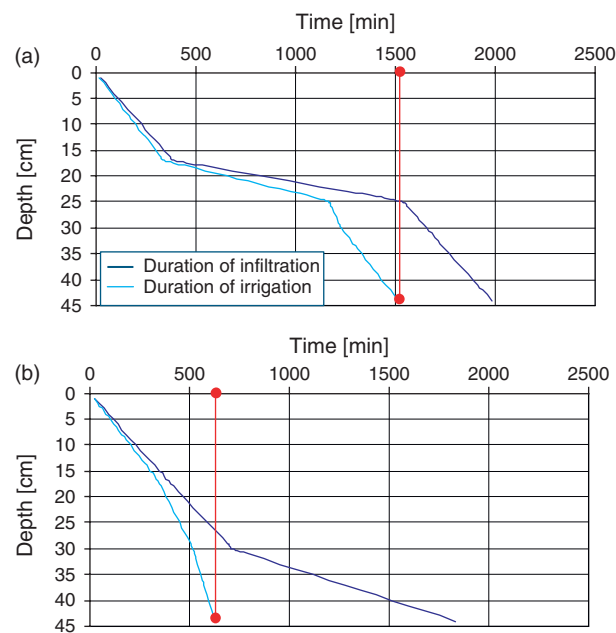 Time [min]
(a)
0 500 1000 1500 2000 2500
Depth [cm]
0
5
10
15
20
25
30
35
40
45
Duration of infiltration
Duration of irrigation
Time [min]
(b)
0 500 1000 1500 2000 2500
Depth [cm]
0
5
10
15
20
25
30
35
40
45